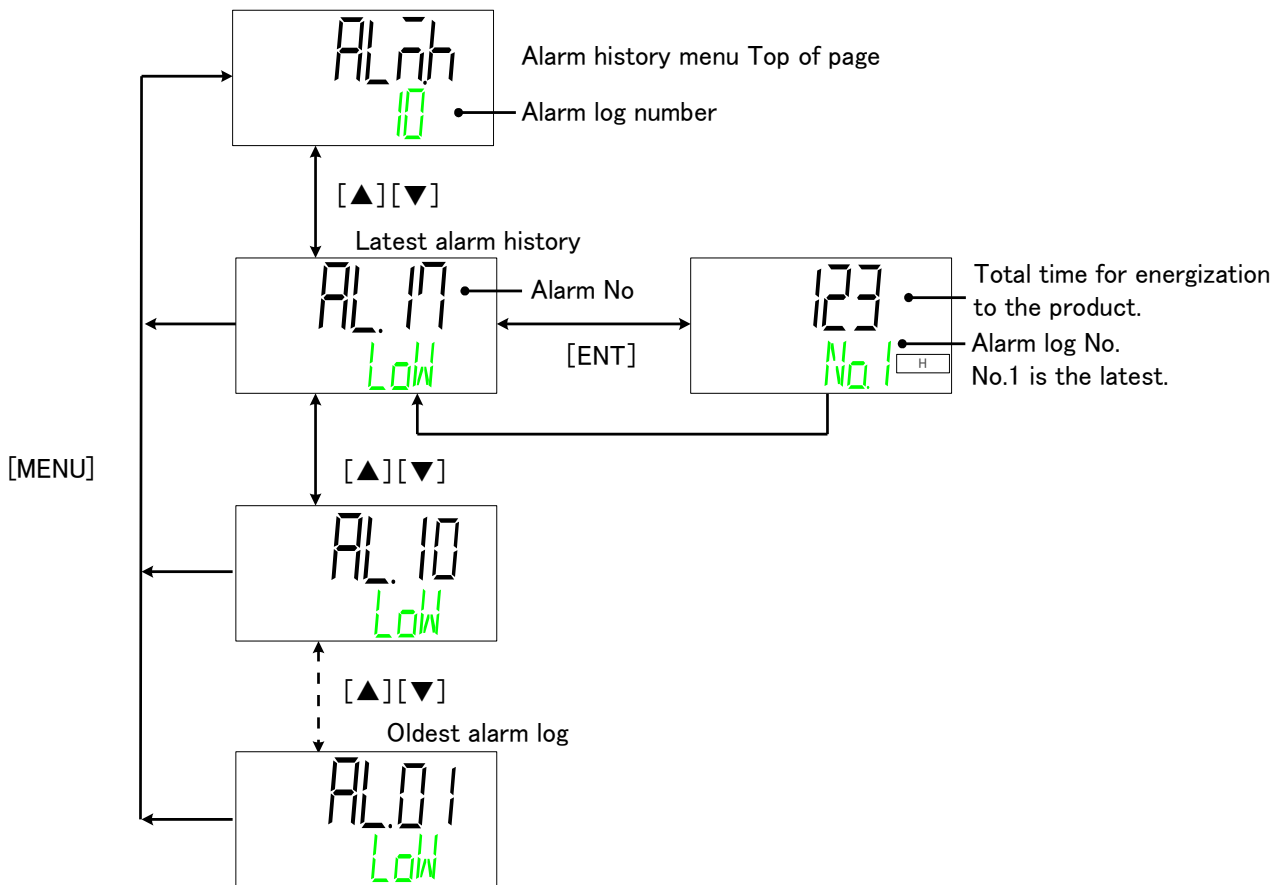 ALM.h
Alarm history menu Top of page
10
Alarm log number
[▲][▼]
Latest alarm history
AL.17
Alarm No
LoW
[ENT]
123
Total time for energization
to the product.
No.1
H
Alarm log No.
No.1 is the latest.
[MENU]
[▲][▼]
AL.10
LoW
[▲][▼]
Oldest alarm log
AL.01
LoW